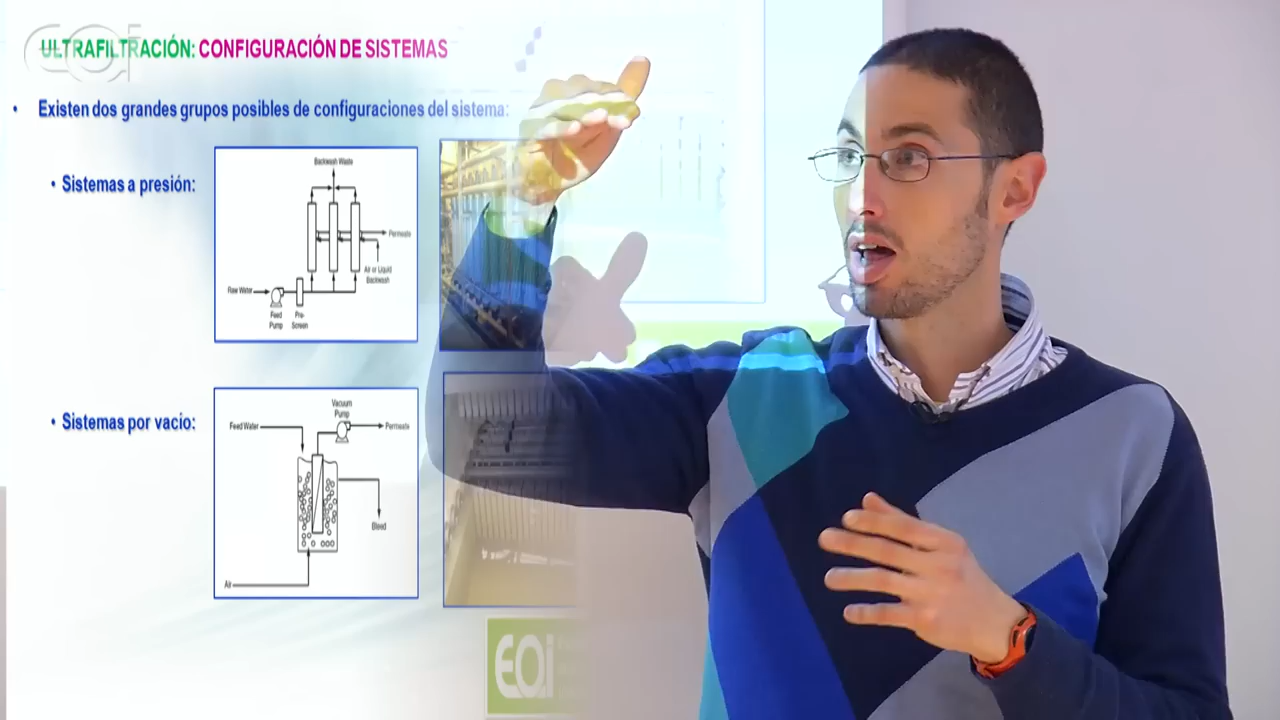 eoi
ULTRAFILTRACIÓN: CONFIGURACIÓN DE SISTEMAS
• Existen dos grandes grupos posibles de configuraciones del sistema:
• Sistemas a presión:
Backwash Waste
Permeate
Air or Liquid
Backwash
Raw Water
Feed
Pump
Pre-
Screen
• Sistemas por vacio:
Vacuum
Pump
Feed Water
Permeate
Bleed
Air
EOi